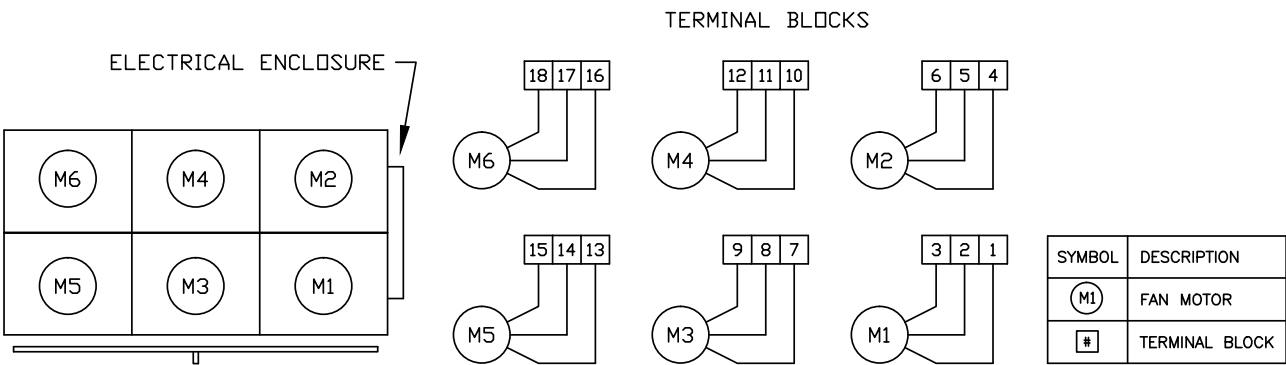 TERMINAL BLOCKS
ELECTRICAL ENCLOSURE
18 17 16
12 11 10
6 5 4
M6 M4 M2
M6 M4 M2
15 14 13
9 8 7
3 2 1
M5 M3 M1
M5 M3 M1
SYMBOL DESCRIPTION
M1 FAN MOTOR
# TERMINAL BLOCK